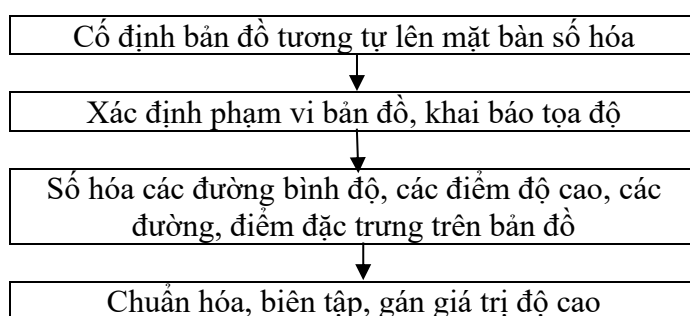 Cố định bản đồ tương tự lên mặt bàn số hóa
Xác định phạm vi bản đồ, khai báo tọa độ
Số hóa các đường bình độ, các điểm độ cao, các
đường, điểm đặc trưng trên bản đồ
Chuẩn hóa, biên tập, gán giá trị độ cao